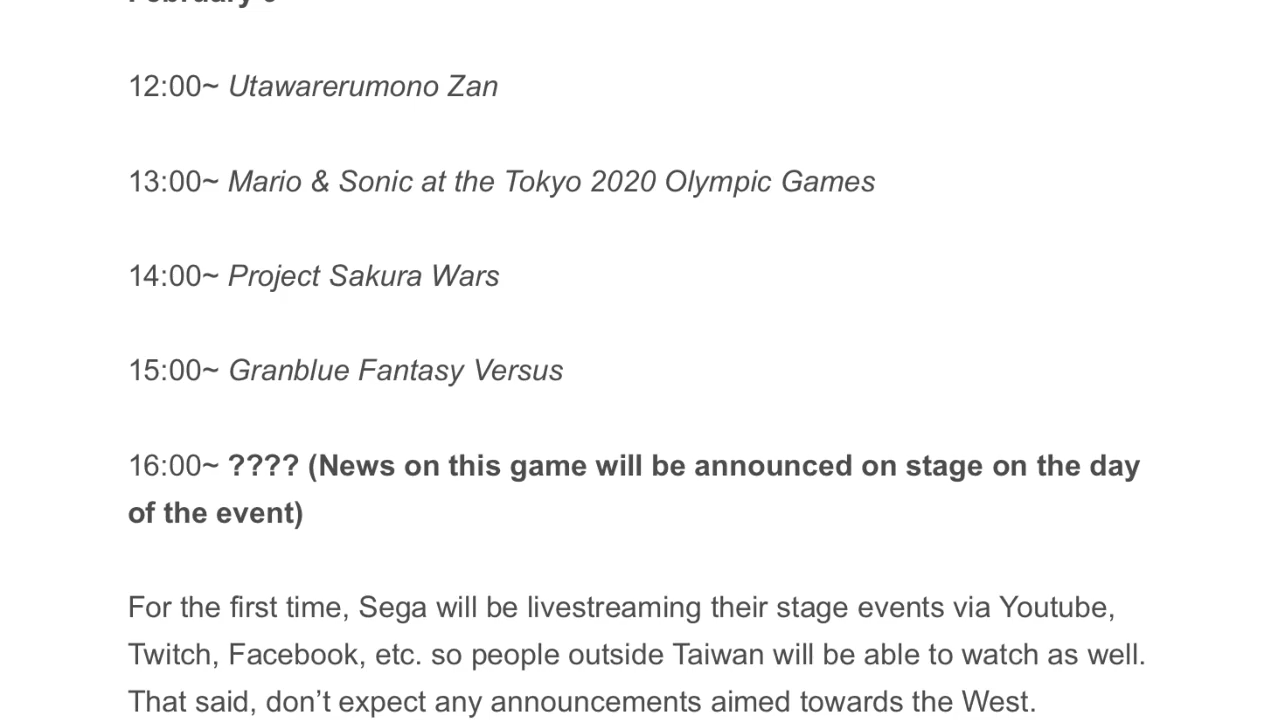 12:00~ Utawarerumono Zan
13:00~ Mario & Sonic at the Tokyo 2020 Olympic Games
14:00~ Project Sakura Wars
15:00~ Granblue Fantasy Versus
16:00~ ???? (News on this game will be announced on stage on the day
of the event)
For the first time, Sega will be livestreaming their stage events via Youtube,
Twitch, Facebook, etc. so people outside Taiwan will be able to watch as well.
That said, don’t expect any announcements aimed towards the West.